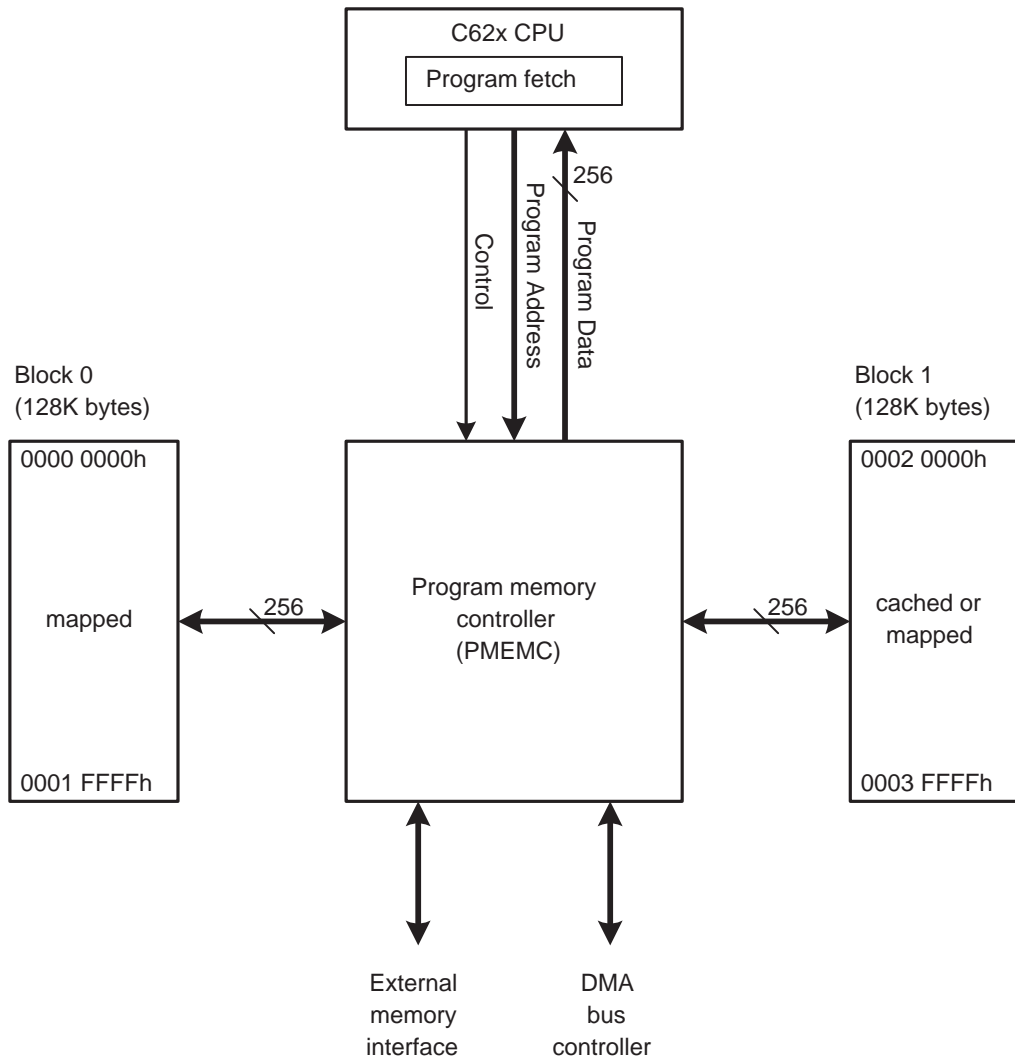 C62x CPU
Program fetch
256
Control
Program Address
Program Data
Block 0
(128K bytes)
Block 1
(128K bytes)
0000 0000h
mapped
0001 FFFFh
256
Program memory
controller
(PMEMC)
256
0002 0000h
cached or
mapped
0003 FFFFh
External
memory
interface
DMA
bus
controller